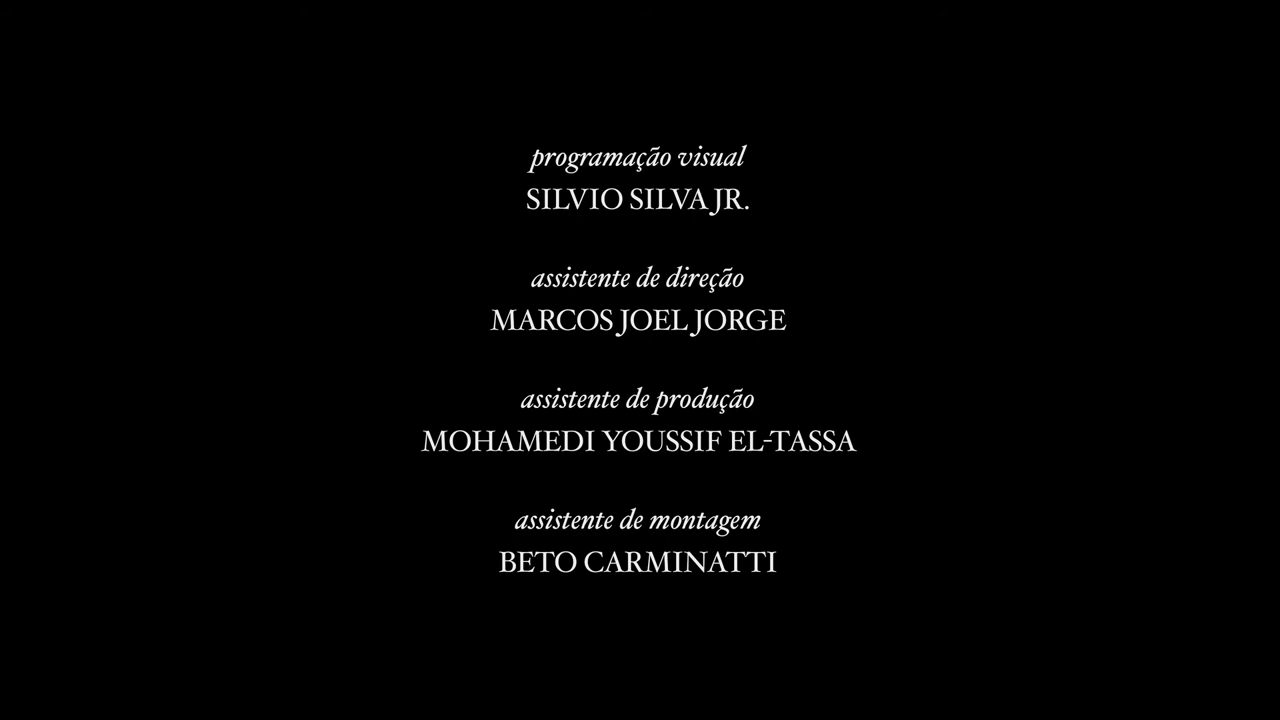 programação visual
SILVIO SILVA JR.
assistente de direção
MARCOS JOEL JORGE
assistente de produção
MOHAMEDI YOUSSIF EL-TASSA
assistente de montagem
BETO CARMINATTI